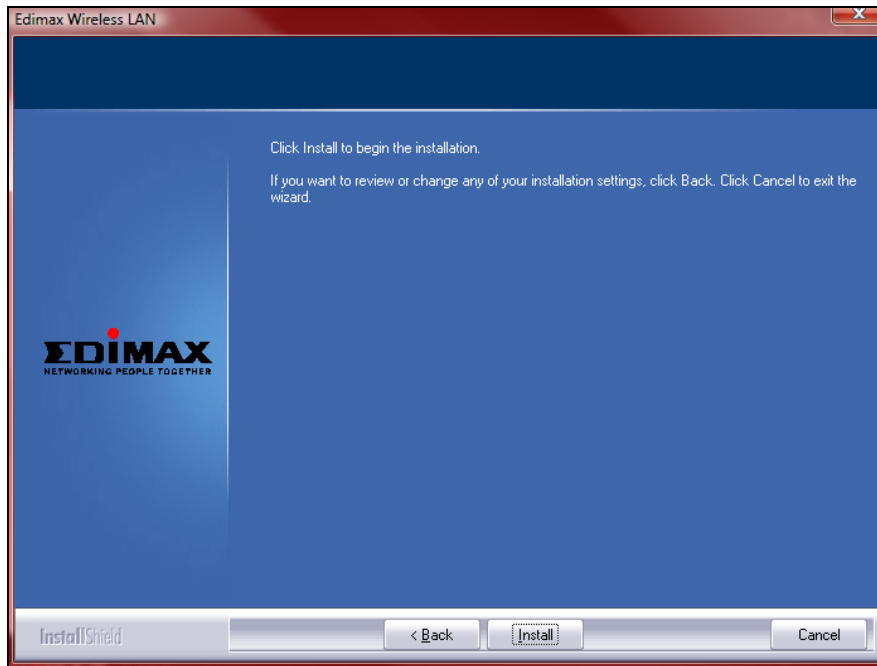 Edimax Wireless LAN
Click Install to begin the installation.
If you want to review or change any of your installation settings, click Back. Click Cancel to exit the
wizard.
EDIMAX
NETWORKING PEOPLE TOGETHER
InstallShield
< Back
Install
Cancel